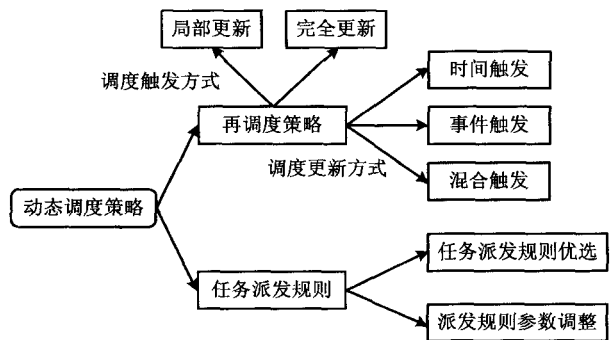 局部更新
完全更新
调度触发方式
时间触发
再调度策略
事件触发
调度更新方式
混合触发
动态调度策略
任务派发规则优选
任务派发规则
派发规则参数调整